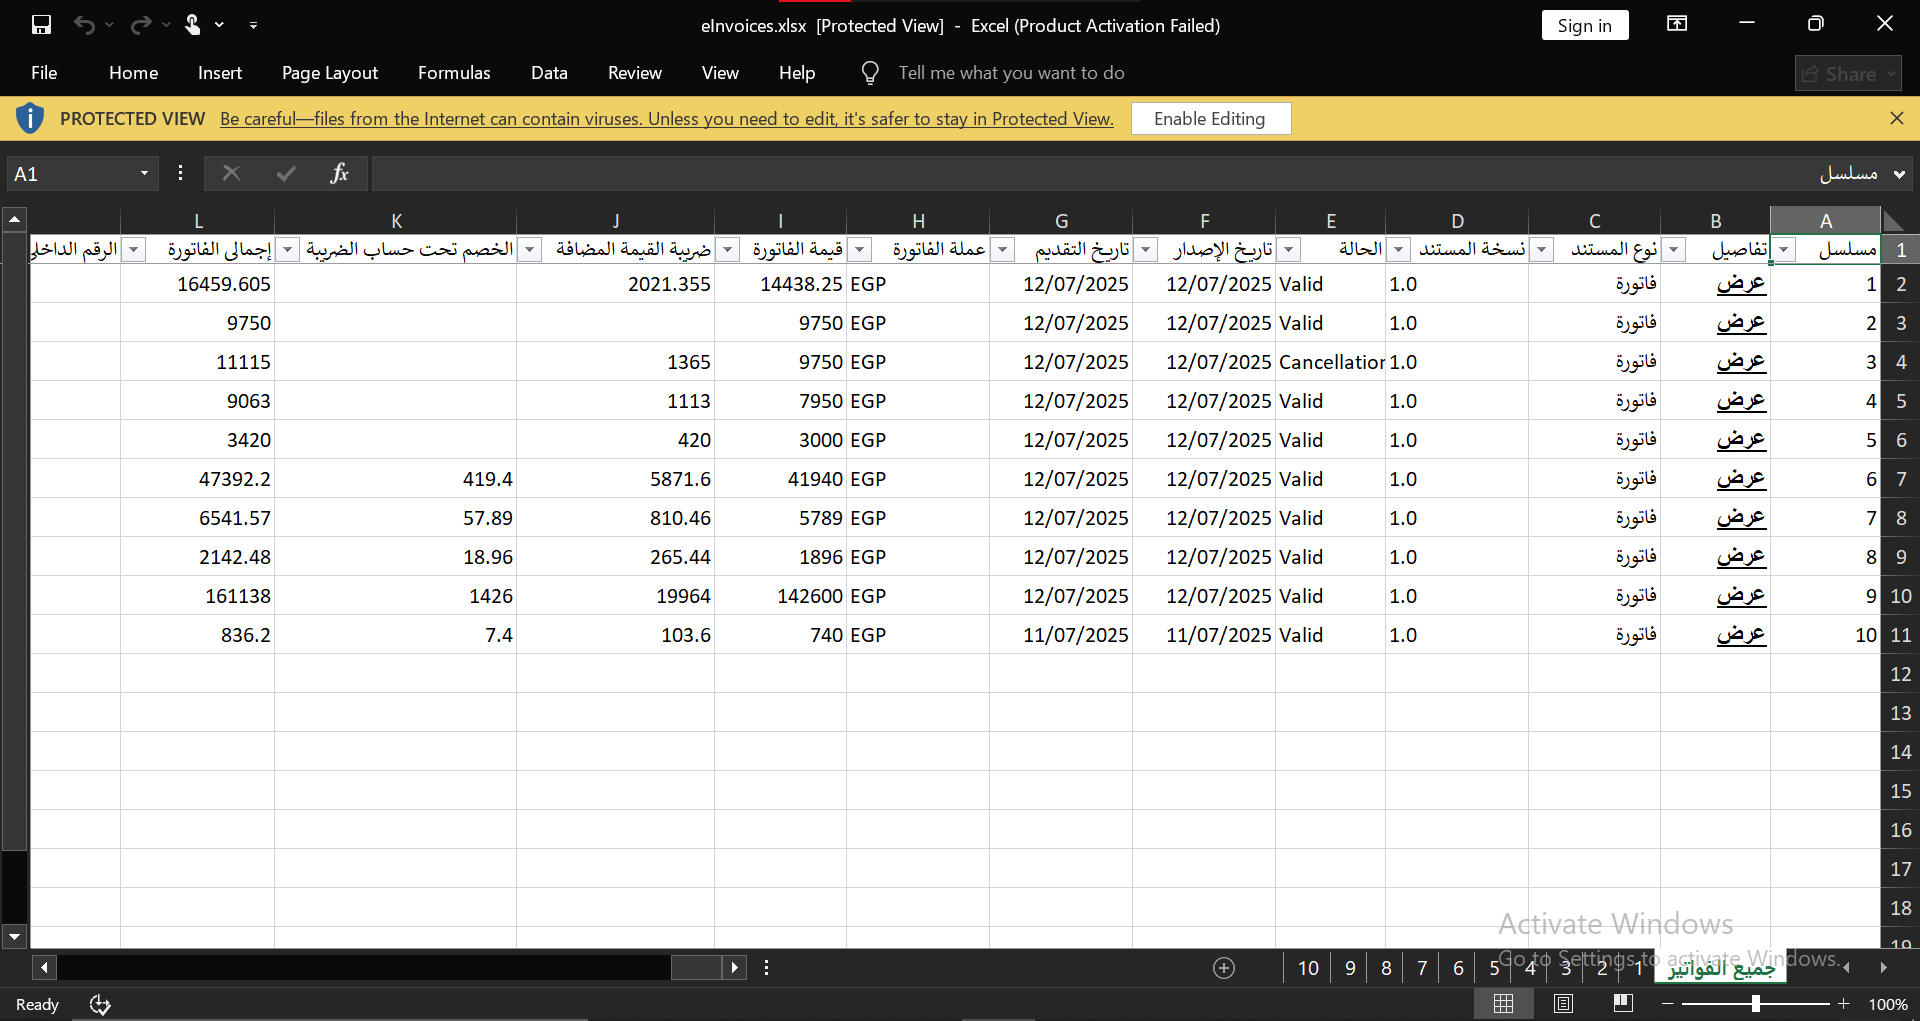 eInvoices.xlsx [Protected View] - Excel (Product Activation Failed)
Sign in
File Home Insert Page Layout Formulas Data Review View Help Tell me what you want to do Share
PROTECTED VIEW Be careful—files from the Internet can contain viruses. Unless you need to edit, it's safer to stay in Protected View. Enable Editing
A1 fx مسلسل
L K J I H G F E D C B A
1 مسلسل تفاصيل نوع المستند نسخة المستند الحالة تاريخ الإصدار تاريخ التقديم عملة الفاتورة قيمة الفاتورة ضريبة القيمة المضافة الخصم تحت حساب الضريبة إجمالى الفاتورة الرقم الداخلى
2 1 عرض فاتورة 1.0 Valid 12/07/2025 12/07/2025 EGP 14438.25 2021.355 16459.605
3 2 عرض فاتورة 1.0 Valid 12/07/2025 12/07/2025 EGP 9750 9750
4 3 عرض فاتورة 1.0 Cancellation 12/07/2025 12/07/2025 EGP 9750 1365 11115
5 4 عرض فاتورة 1.0 Valid 12/07/2025 12/07/2025 EGP 7950 1113 9063
6 5 عرض فاتورة 1.0 Valid 12/07/2025 12/07/2025 EGP 3000 420 3420
7 6 عرض فاتورة 1.0 Valid 12/07/2025 12/07/2025 EGP 41940 5871.6 419.4 47392.2
8 7 عرض فاتورة 1.0 Valid 12/07/2025 12/07/2025 EGP 5789 810.46 57.89 6541.57
9 8 عرض فاتورة 1.0 Valid 12/07/2025 12/07/2025 EGP 1896 265.44 18.96 2142.48
10 9 عرض فاتورة 1.0 Valid 12/07/2025 12/07/2025 EGP 142600 19964 1426 161138
11 10 عرض فاتورة 1.0 Valid 11/07/2025 11/07/2025 EGP 740 103.6 7.4 836.2
12
13
14
15
16
17
18
19
Activate Windows
Go to Settings to activate Windows.
جميع الفواتير 1 2 3 4 5 6 7 8 9 10
Ready 100%